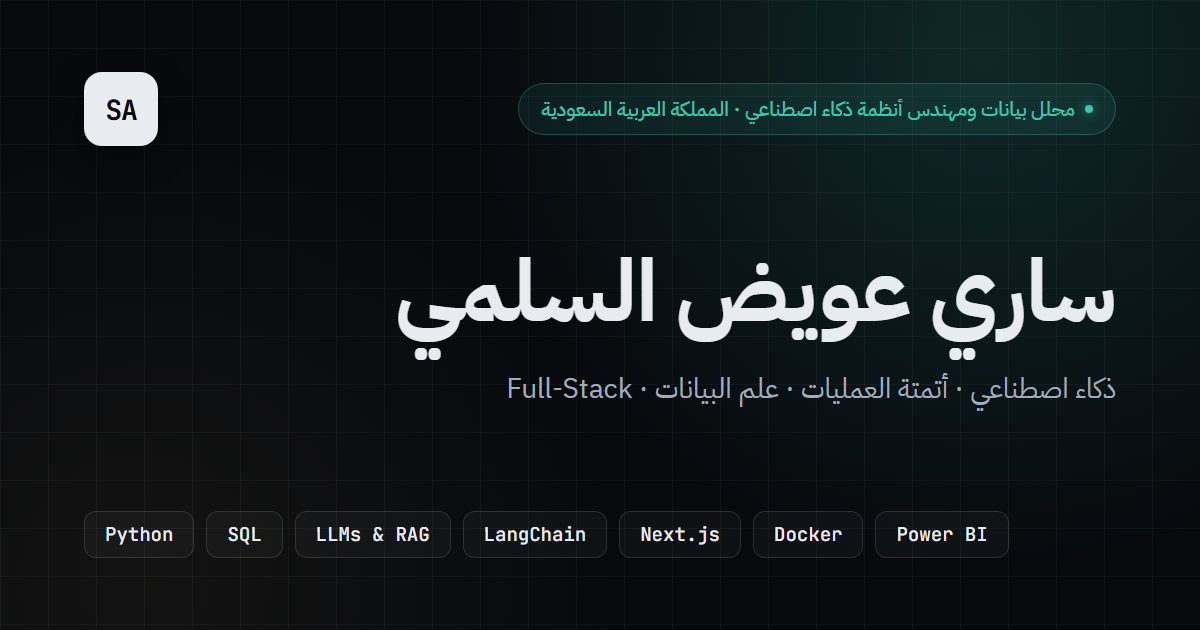 SA
محلل بيانات ومهندس أنظمة ذكاء اصطناعي · المملكة العربية السعودية
ساري عويض السلمي
ذكاء اصطناعي · أتمتة العمليات · علم البيانات · Full-Stack
Python SQL LLMs & RAG LangChain Next.js Docker Power BI